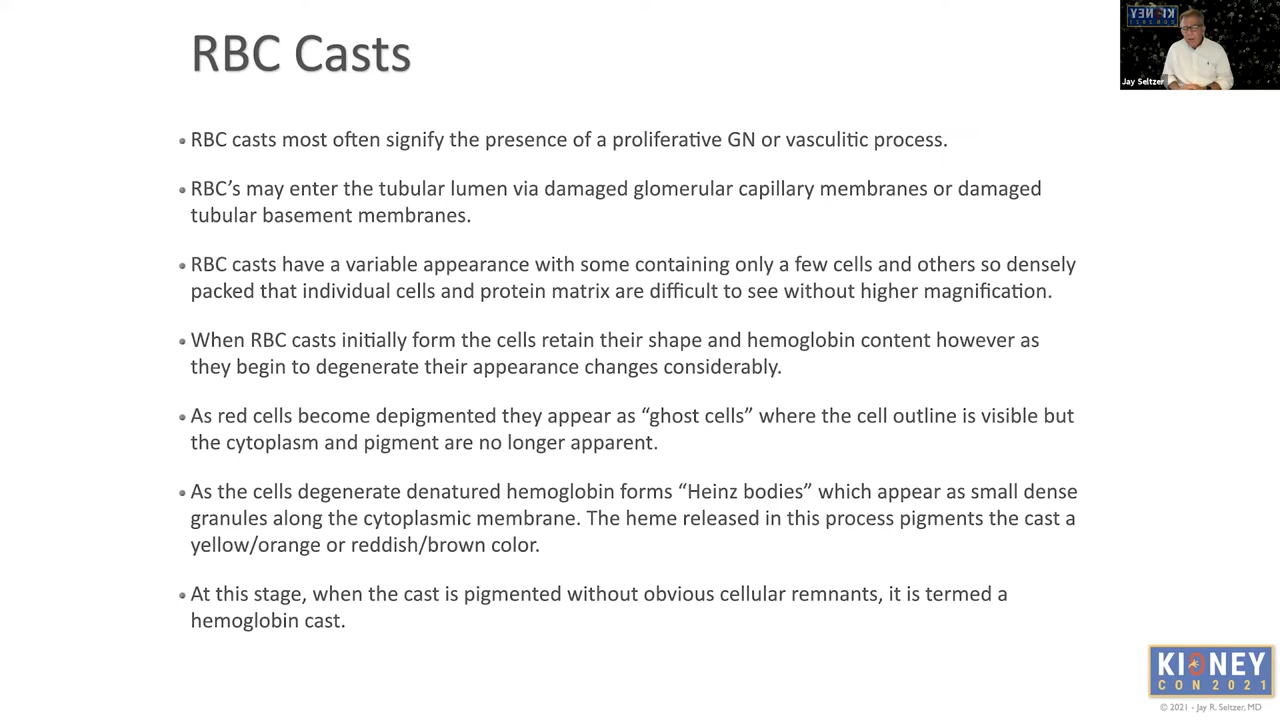 RBC Casts
KIDNEY
Jay Seltzer
RBC casts most often signify the presence of a proliferative GN or vasculitic process.
RBC's may enter the tubular lumen via damaged glomerular capillary membranes or damaged
tubular basement membranes.
RBC casts have a variable appearance with some containing only a few cells and others so densely
packed that individual cells and protein matrix are difficult to see without higher magnification.
When RBC casts initially form the cells retain their shape and hemoglobin content however as
they begin to degenerate their appearance changes considerably.
As red cells become depigmented they appear as “ghost cells” where the cell outline is visible but
the cytoplasm and pigment are no longer apparent.
As the cells degenerate denatured hemoglobin forms “Heinz bodies” which appear as small dense
granules along the cytoplasmic membrane. The heme released in this process pigments the cast a
yellow/orange or reddish/brown color.
At this stage, when the cast is pigmented without obvious cellular remnants, it is termed a
hemoglobin cast.
KIDNEY
CON 2021
© 2021 - Jay R. Seltzer, MD